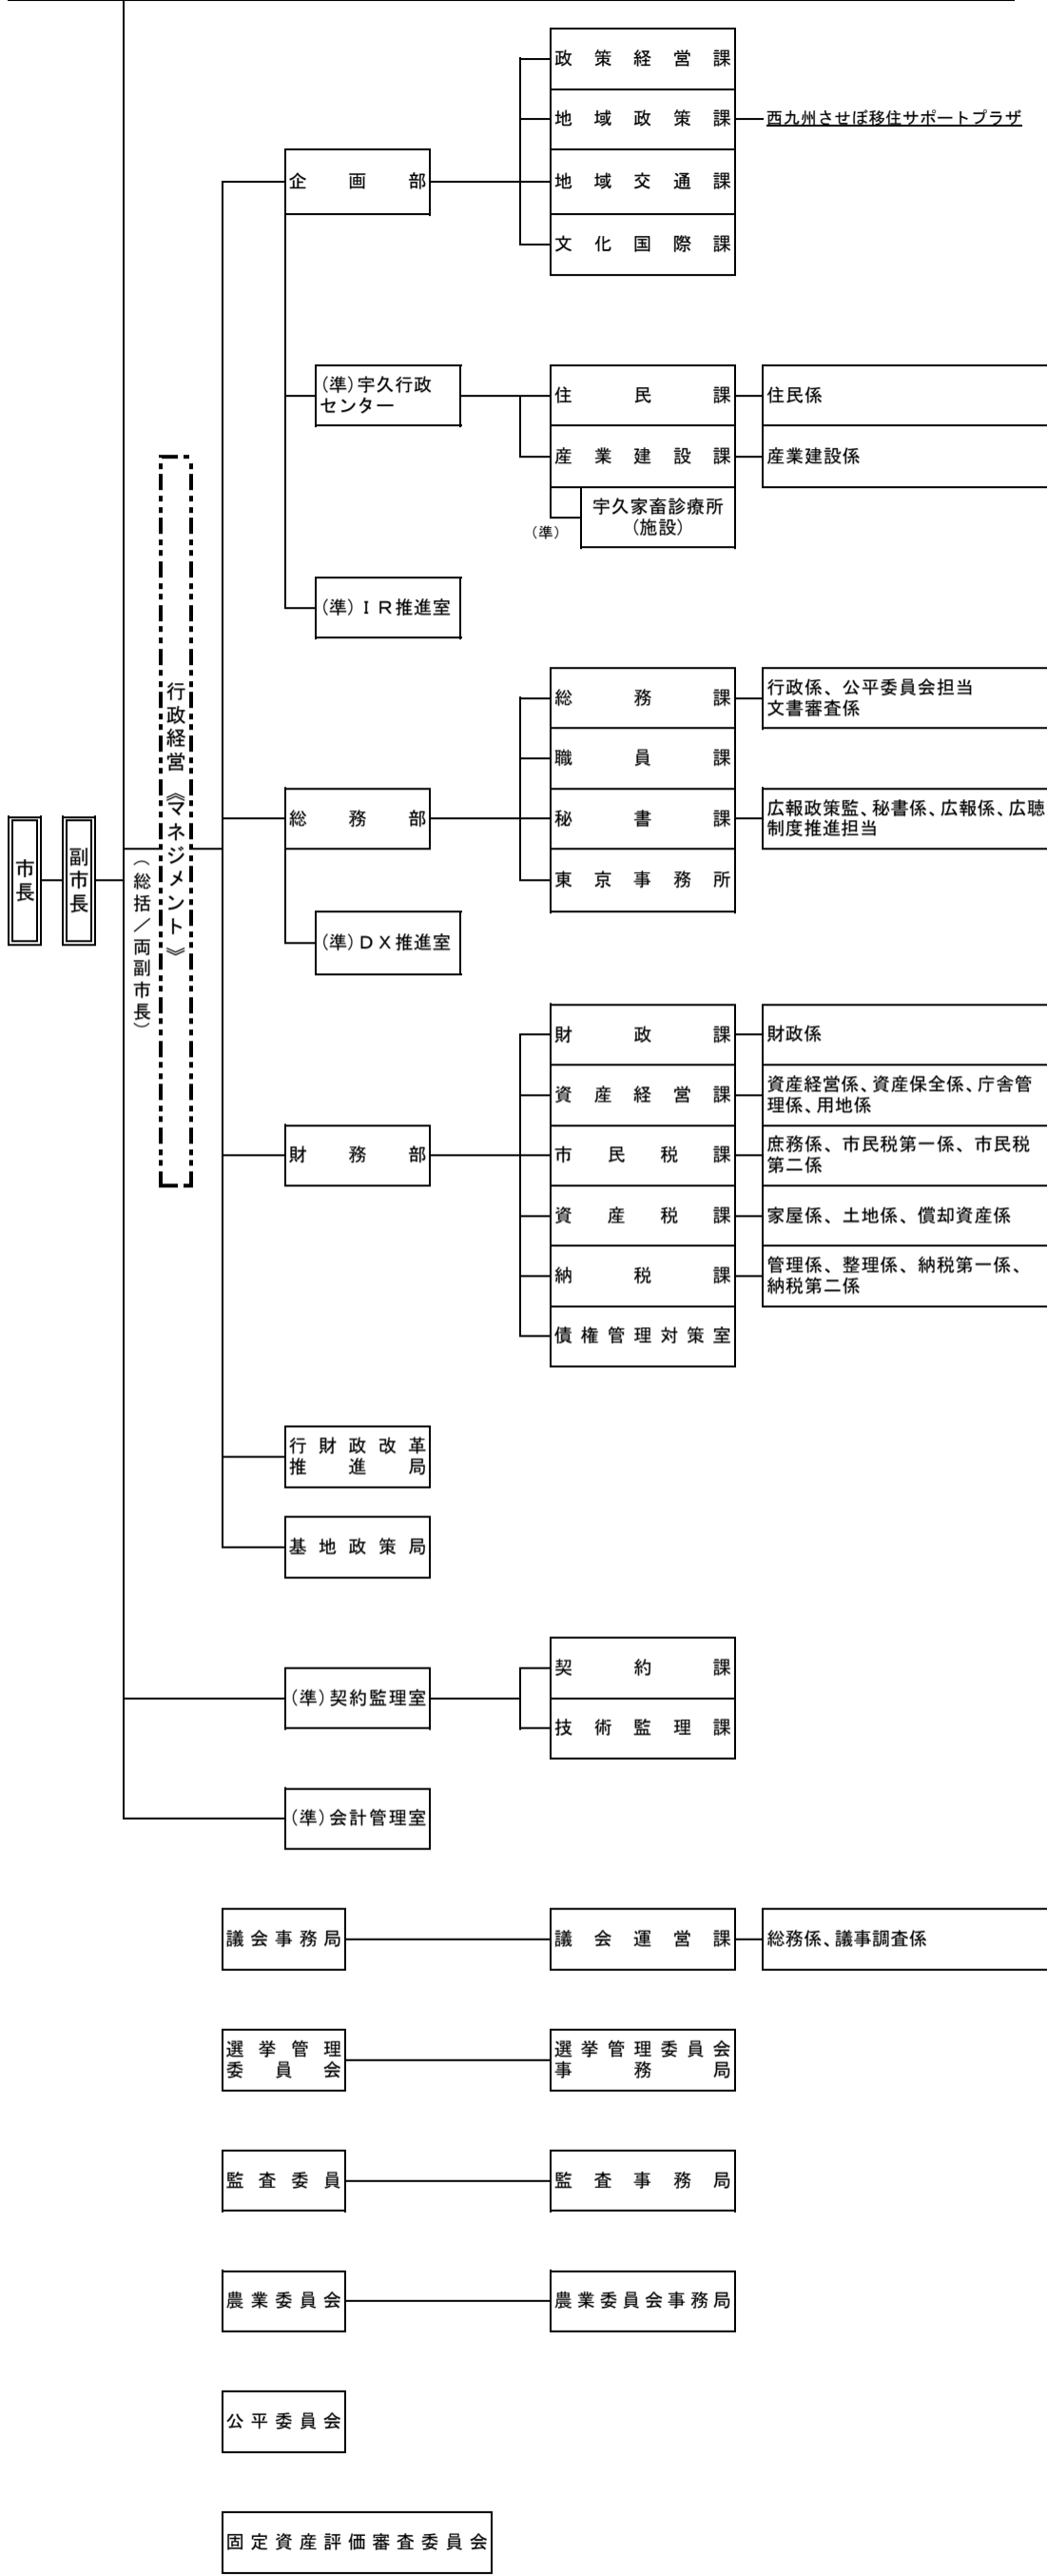 政策経営課
地域政策課
西九州させぼ移住サポートプラザ
企画部
地域交通課
文化国際課
(準)宇久行政
センター
住民課
住民係
産業建設課
産業建設係
宇久家畜診療所
(施設)
(準)
(準)ＩＲ推進室
行政経営《マネジメント》
総務課
行政係、公平委員会担当
文書審査係
職員課
総務部
秘書課
広報政策監、秘書係、広報係、広聴
制度推進担当
東京事務所
市長
副市長
(総括／両副市長)
(準)ＤＸ推進室
財政課
財政係
資産経営課
資産経営係、資産保全係、庁舎管
理係、用地係
財務部
市民税課
庶務係、市民税第一係、市民税
第二係
資産税課
家屋係、土地係、償却資産係
納税課
管理係、整理係、納税第一係、
納税第二係
債権管理対策室
行財政改革
推進局
基地政策局
契約課
(準)契約監理室
技術監理課
(準)会計管理室
議会事務局
議会運営課
総務係、議事調査係
選挙管理
委員会
選挙管理委員会
事務局
監査委員
監査事務局
農業委員会
農業委員会事務局
公平委員会
固定資産評価審査委員会